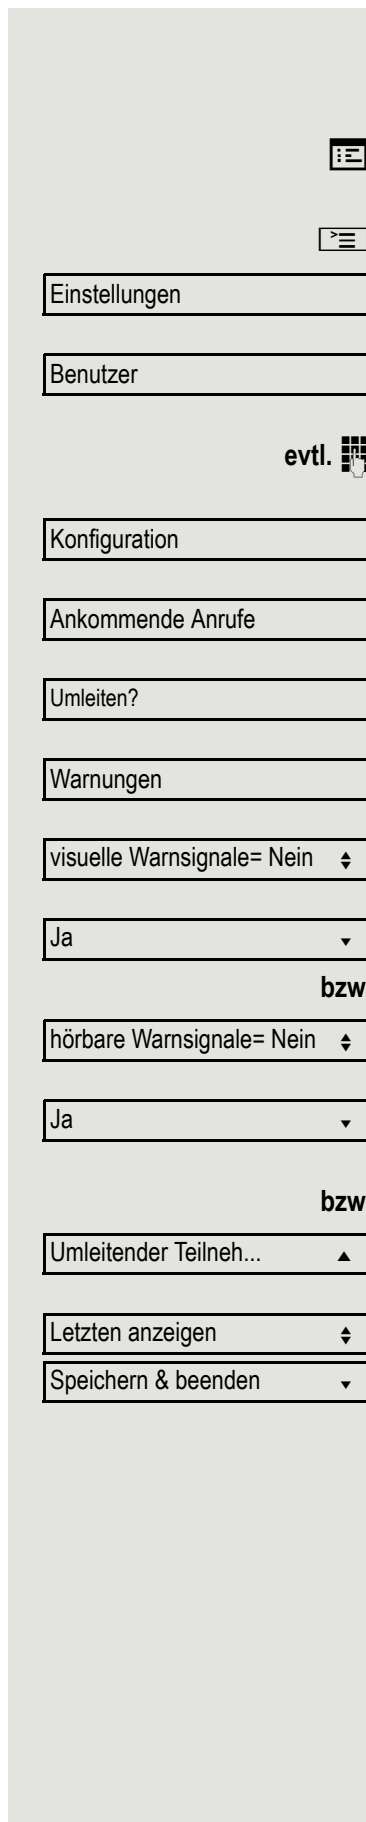 Einstellungen
Benutzer
evtl.
Konfiguration
Ankommende Anrufe
Umleiten?
Warnungen
visuelle Warnsignale= Nein
Ja
bzw
hörbare Warnsignale= Nein
Ja
bzw
Umleitender Teilneh...
Letzten anzeigen
Speichern & beenden